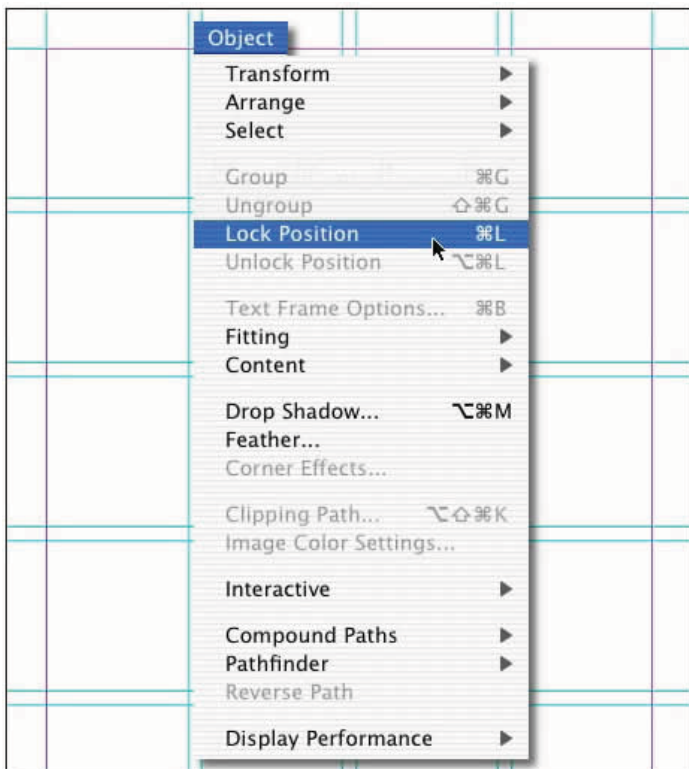 Object
Transform
Arrange
Select
Group ⌘G
Ungroup ⇧⌘G
Lock Position ⌘L
Unlock Position ⌥⌘L
Text Frame Options... ⌘B
Fitting
Content
Drop Shadow... ⌥⌘M
Feather...
Corner Effects...
Clipping Path... ⌥⇧⌘K
Image Color Settings...
Interactive
Compound Paths
Pathfinder
Reverse Path
Display Performance